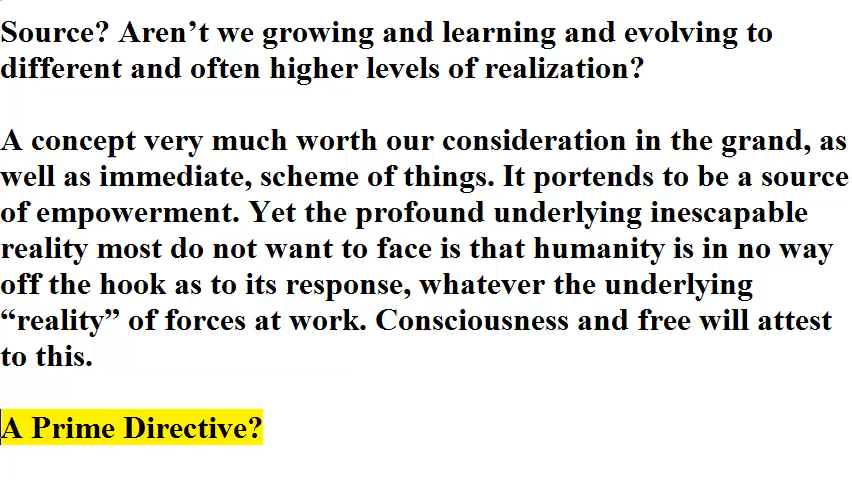 Source? Aren’t we growing and learning and evolving to
different and often higher levels of realization?
A concept very much worth our consideration in the grand, as
well as immediate, scheme of things. It portends to be a source
of empowerment. Yet the profound underlying inescapable
reality most do not want to face is that humanity is in no way
off the hook as to its response, whatever the underlying
“reality” of forces at work. Consciousness and free will attest
to this.
A Prime Directive?